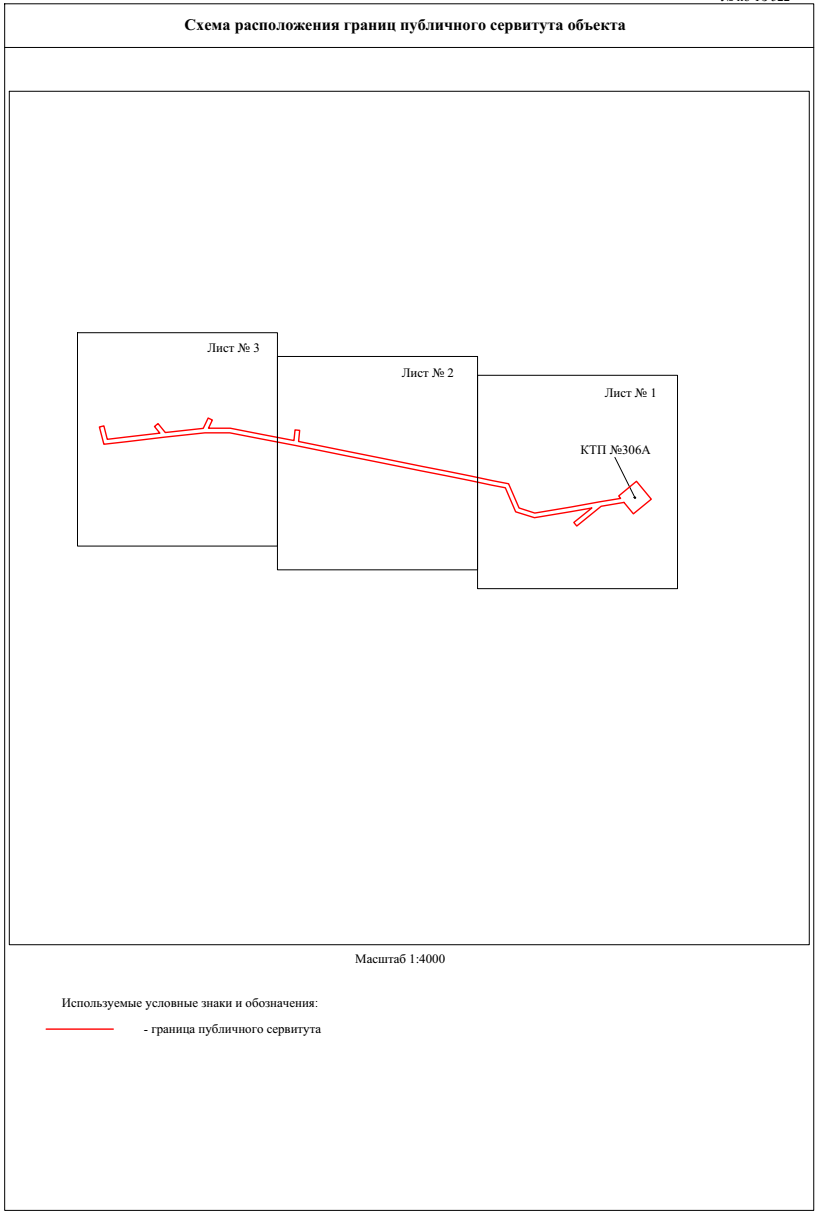 Схема расположения границ публичного сервитута объекта
Лист № 3
Лист № 2
Лист № 1
КТП №306А
Масштаб 1:4000
Используемые условные знаки и обозначения:
- граница публичного сервитута